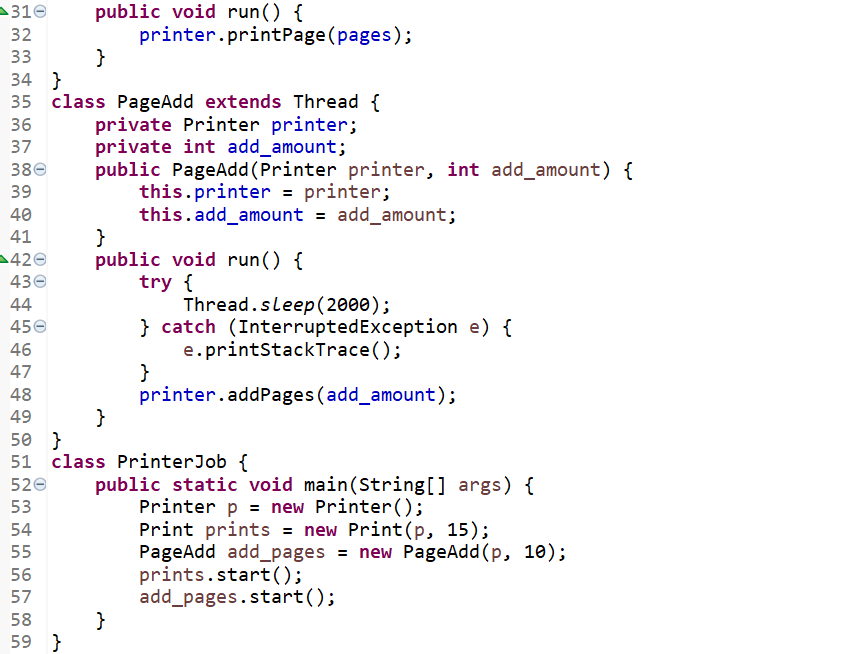 31 public void run() {
32 printer.printPage(pages);
33 }
34 }
35 class PageAdd extends Thread {
36 private Printer printer;
37 private int add_amount;
38 public PageAdd(Printer printer, int add_amount) {
39 this.printer = printer;
40 this.add_amount = add_amount;
41 }
42 public void run() {
43 try {
44 Thread.sleep(2000);
45 } catch (InterruptedException e) {
46 e.printStackTrace();
47 }
48 printer.addPages(add_amount);
49 }
50 }
51 class PrinterJob {
52 public static void main(String[] args) {
53 Printer p = new Printer();
54 Print prints = new Print(p, 15);
55 PageAdd add_pages = new PageAdd(p, 10);
56 prints.start();
57 add_pages.start();
58 }
59 }